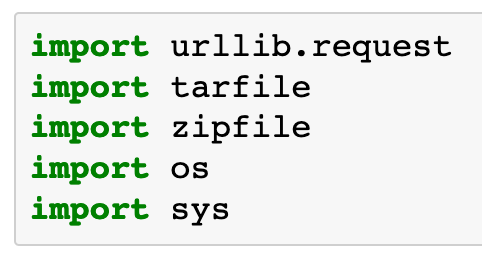 import urllib.request
import tarfile
import zipfile
import os
import sys